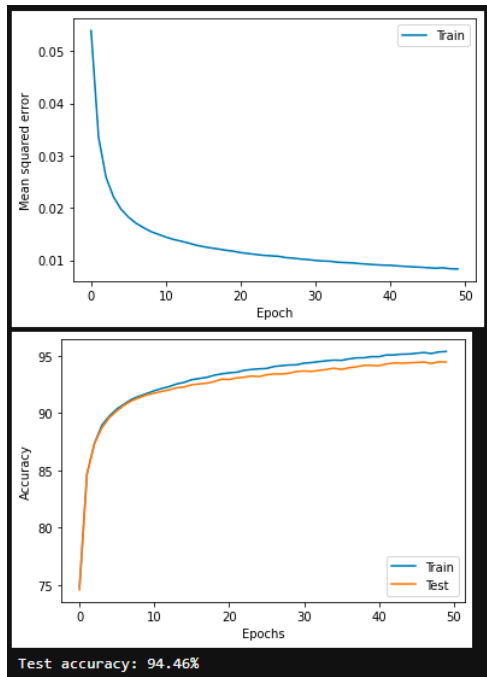 Train
0.05
0.04
0.03
0.02
0.01
Mean squared error
0 10 20 30 40 50
Epoch
95
90
85
80
75
Accuracy
Train
Test
0 10 20 30 40 50
Epochs
Test accuracy: 94.46%